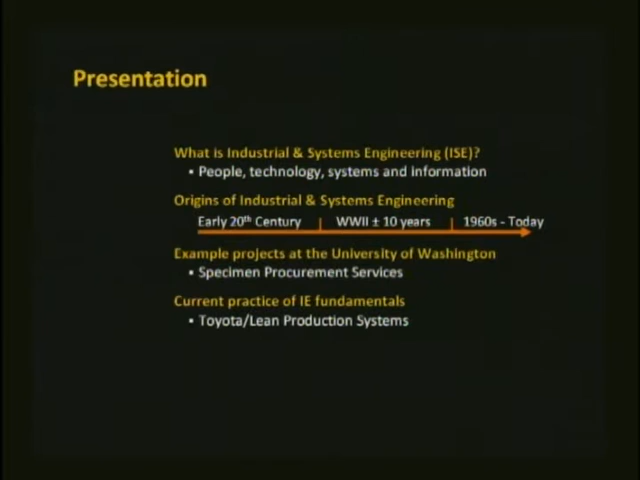 Presentation
What is Industrial & Systems Engineering (ISE)?
▪ People, technology, systems and information
Origins of Industrial & Systems Engineering
Early 20th Century | WWII ± 10 years | 1960s - Today
Example projects at the University of Washington
▪ Specimen Procurement Services
Current practice of IE fundamentals
▪ Toyota/Lean Production Systems